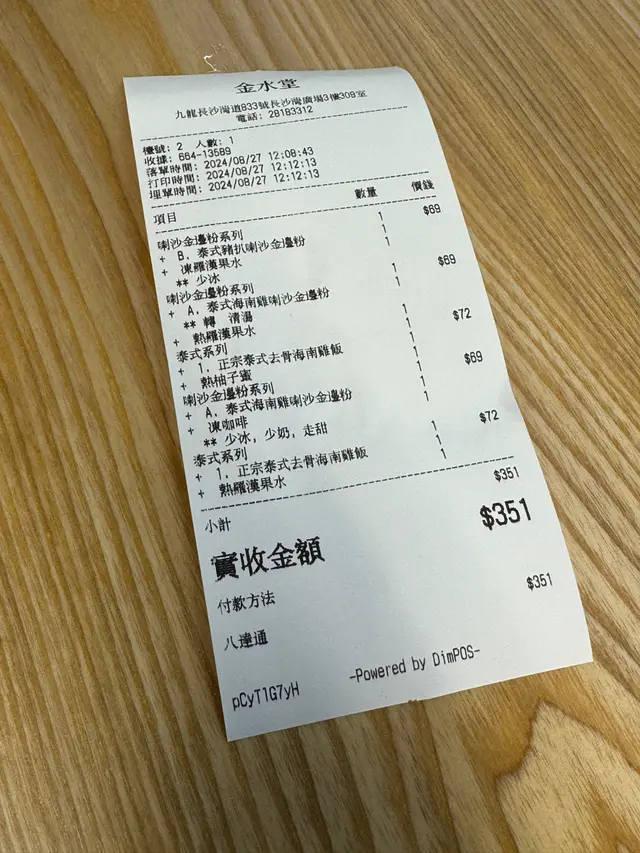 金水堂
九龍長沙灣道833號長沙灣廣場3樓309室
電話: 28183312
檯號: 2 人數: 1
收據: 664-13589
落單時間: 2024/08/27 12:08:43
打印時間: 2024/08/27 12:12:13
埋單時間: 2024/08/27 12:12:13
項目 數量 價錢
喇沙金邊粉系列 1 $69
+ B, 泰式豬扒喇沙金邊粉 1
+ 凍羅漢果水 1
** 少冰
喇沙金邊粉系列 1 $69
+ A, 泰式海南雞喇沙金邊粉 1
** 轉 清湯
+ 熱羅漢果水 1
泰式系列 1 $72
+ 1, 正宗泰式去骨海南雞飯 1
+ 熱柚子蜜 1
喇沙金邊粉系列 1 $69
+ A, 泰式海南雞喇沙金邊粉 1
+ 凍咖啡 1
** 少冰, 少奶, 走甜
泰式系列 1 $72
+ 1, 正宗泰式去骨海南雞飯 1
+ 熱羅漢果水 1
小計 $351
實收金額 $351
付款方法
八達通 $351
pCyT1G7yH
-Powered by DimPOS-